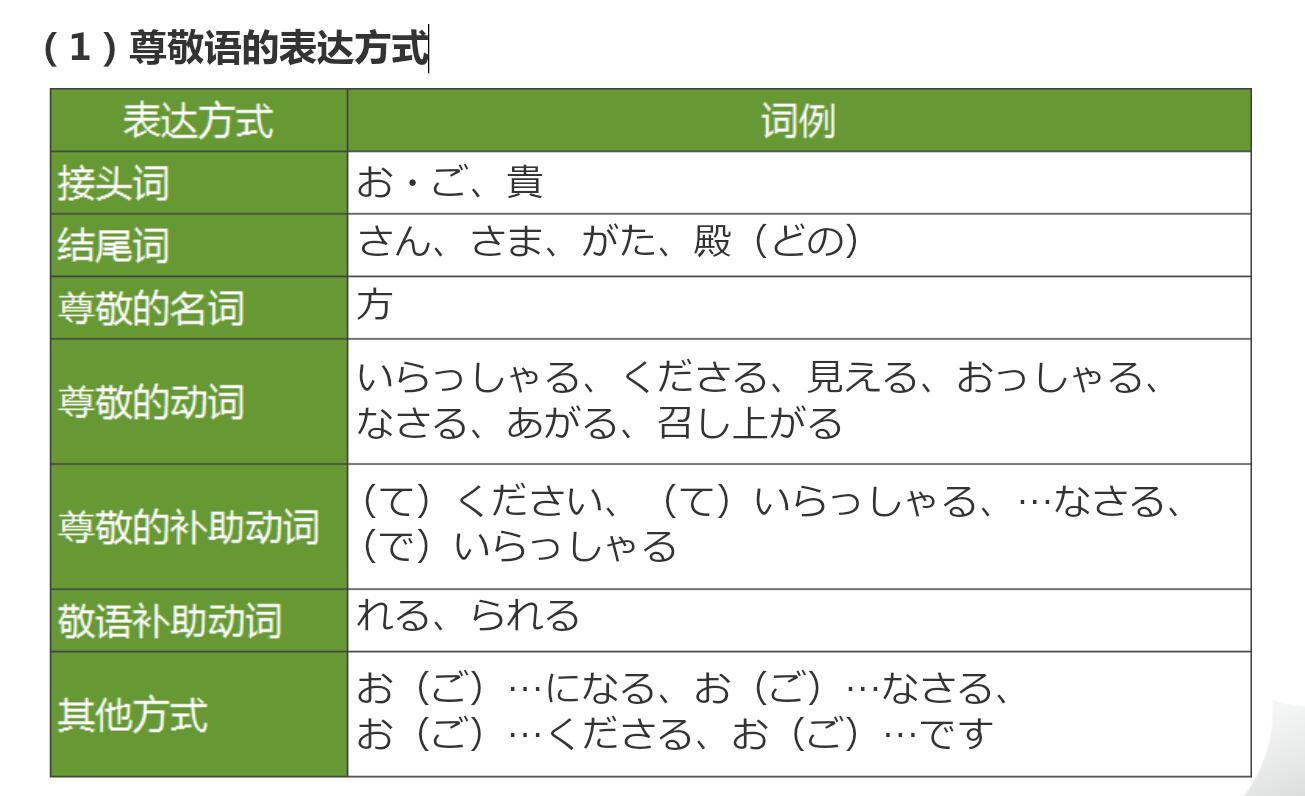 （1）尊敬语的表达方式
表达方式 词例
接头词 お・ご、貴
结尾词 さん、さま、がた、殿（どの）
尊敬的名词 方
尊敬的动词 いらっしゃる、くださる、見える、おっしゃる、
なさる、あがる、召し上がる
尊敬的补助动词 （て）ください、（て）いらっしゃる、…なさる、
（で）いらっしゃる
敬语补助动词 れる、られる
其他方式 お（ご）…になる、お（ご）…なさる、
お（ご）…くださる、お（ご）…です